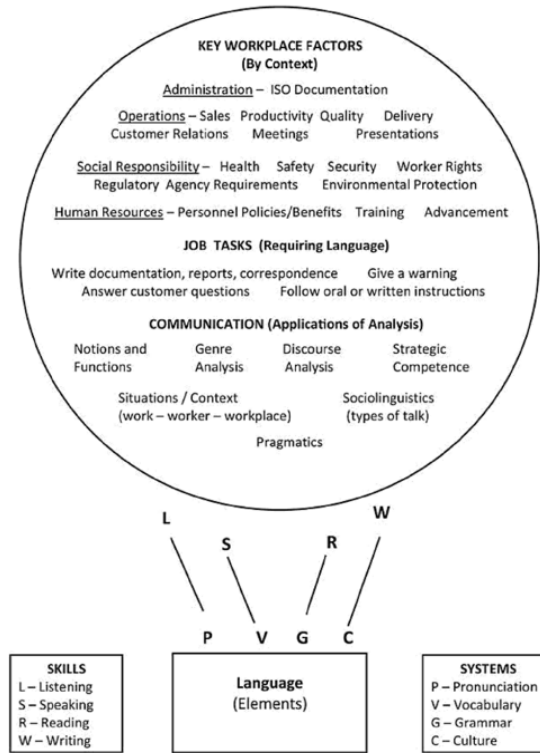 KEY WORKPLACE FACTORS
(By Context)
Administration – ISO Documentation
Operations – Sales Productivity Quality Delivery
Customer Relations Meetings Presentations
Social Responsibility – Health Safety Security Worker Rights
Regulatory Agency Requirements Environmental Protection
Human Resources – Personnel Policies/Benefits Training Advancement
JOB TASKS (Requiring Language)
Write documentation, reports, correspondence Give a warning
Answer customer questions Follow oral or written instructions
COMMUNICATION (Applications of Analysis)
Notions and Genre Discourse Strategic
Functions Analysis Analysis Competence
Situations / Context Sociolinguistics
(work – worker – workplace) (types of talk)
Pragmatics
L W
S R
P V G C
Language
(Elements)
SKILLS
L – Listening
S – Speaking
R – Reading
W – Writing
SYSTEMS
P – Pronunciation
V – Vocabulary
G – Grammar
C – Culture